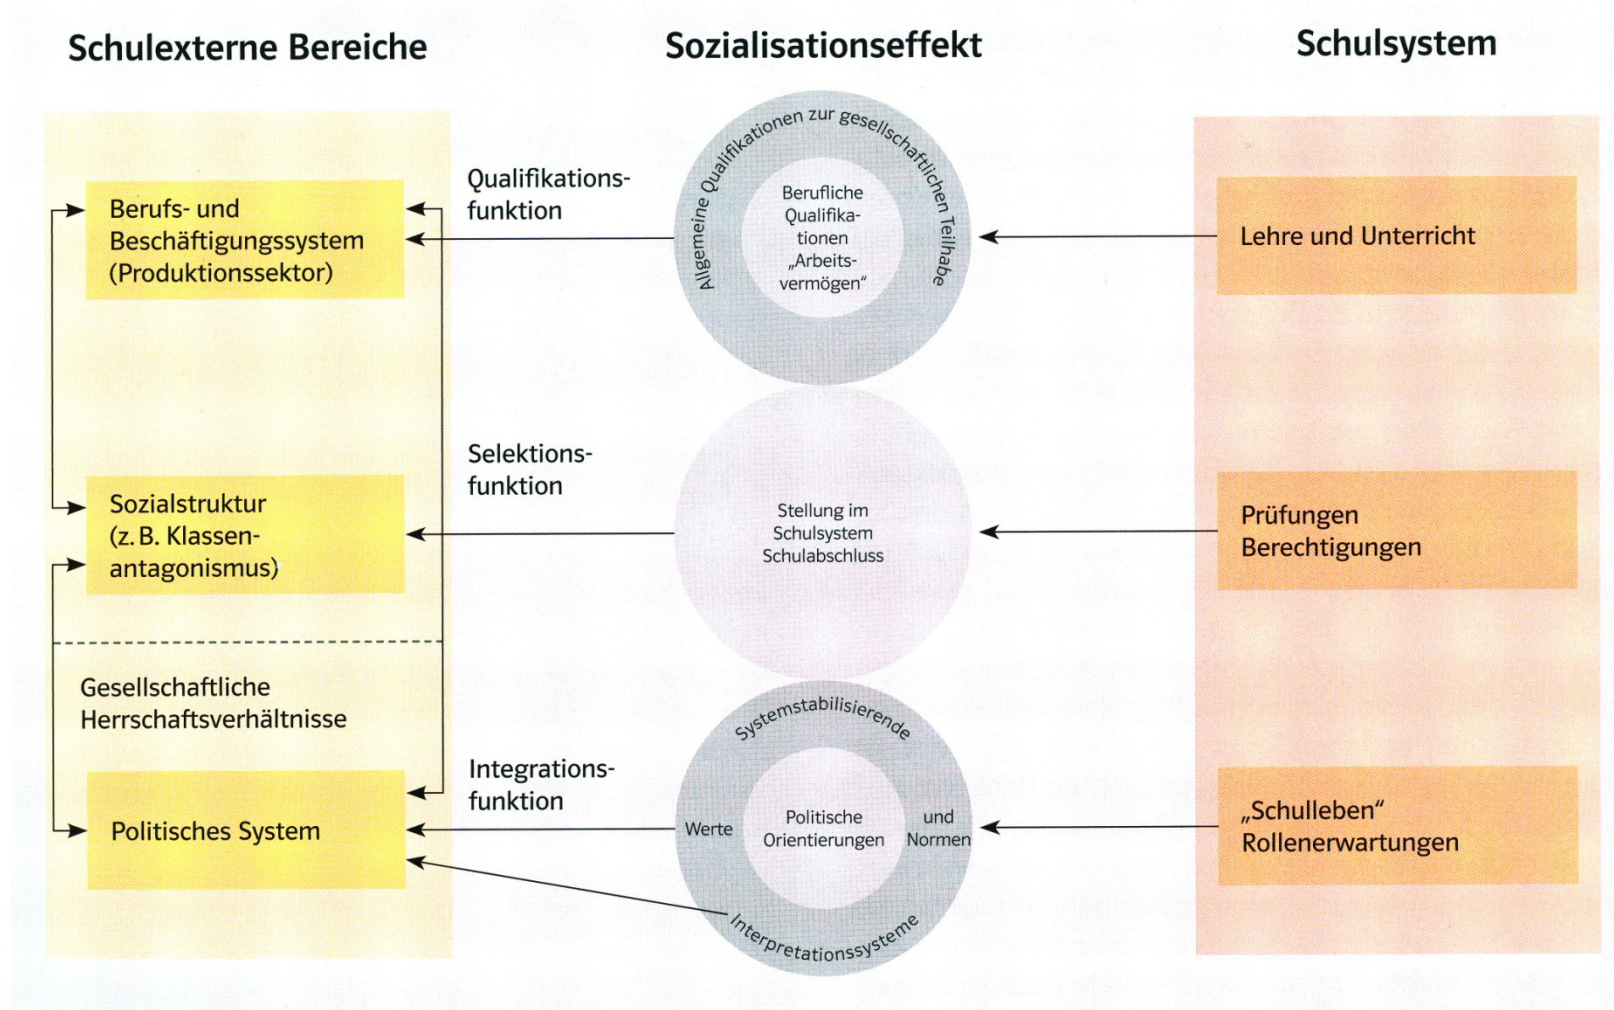 Schulexterne Bereiche
Sozialisationseffekt
Schulsystem
Berufs- und
Beschäftigungssystem
(Produktionssektor)
Qualifikations-
funktion
Allgemeine Qualifikationen zur gesellschaftlichen Teilhabe
Berufliche
Qualifika-
tionen
„Arbeits-
vermögen“
Lehre und Unterricht
Sozialstruktur
(z. B. Klassen-
antagonismus)
Selektions-
funktion
Stellung im
Schulsystem
Schulabschluss
Prüfungen
Berechtigungen
Gesellschaftliche
Herrschaftsverhältnisse
Politisches System
Integrations-
funktion
Systemstabilisierende
Werte
Politische
Orientierungen
und
Normen
Interpretationssysteme
„Schulleben“
Rollenerwartungen